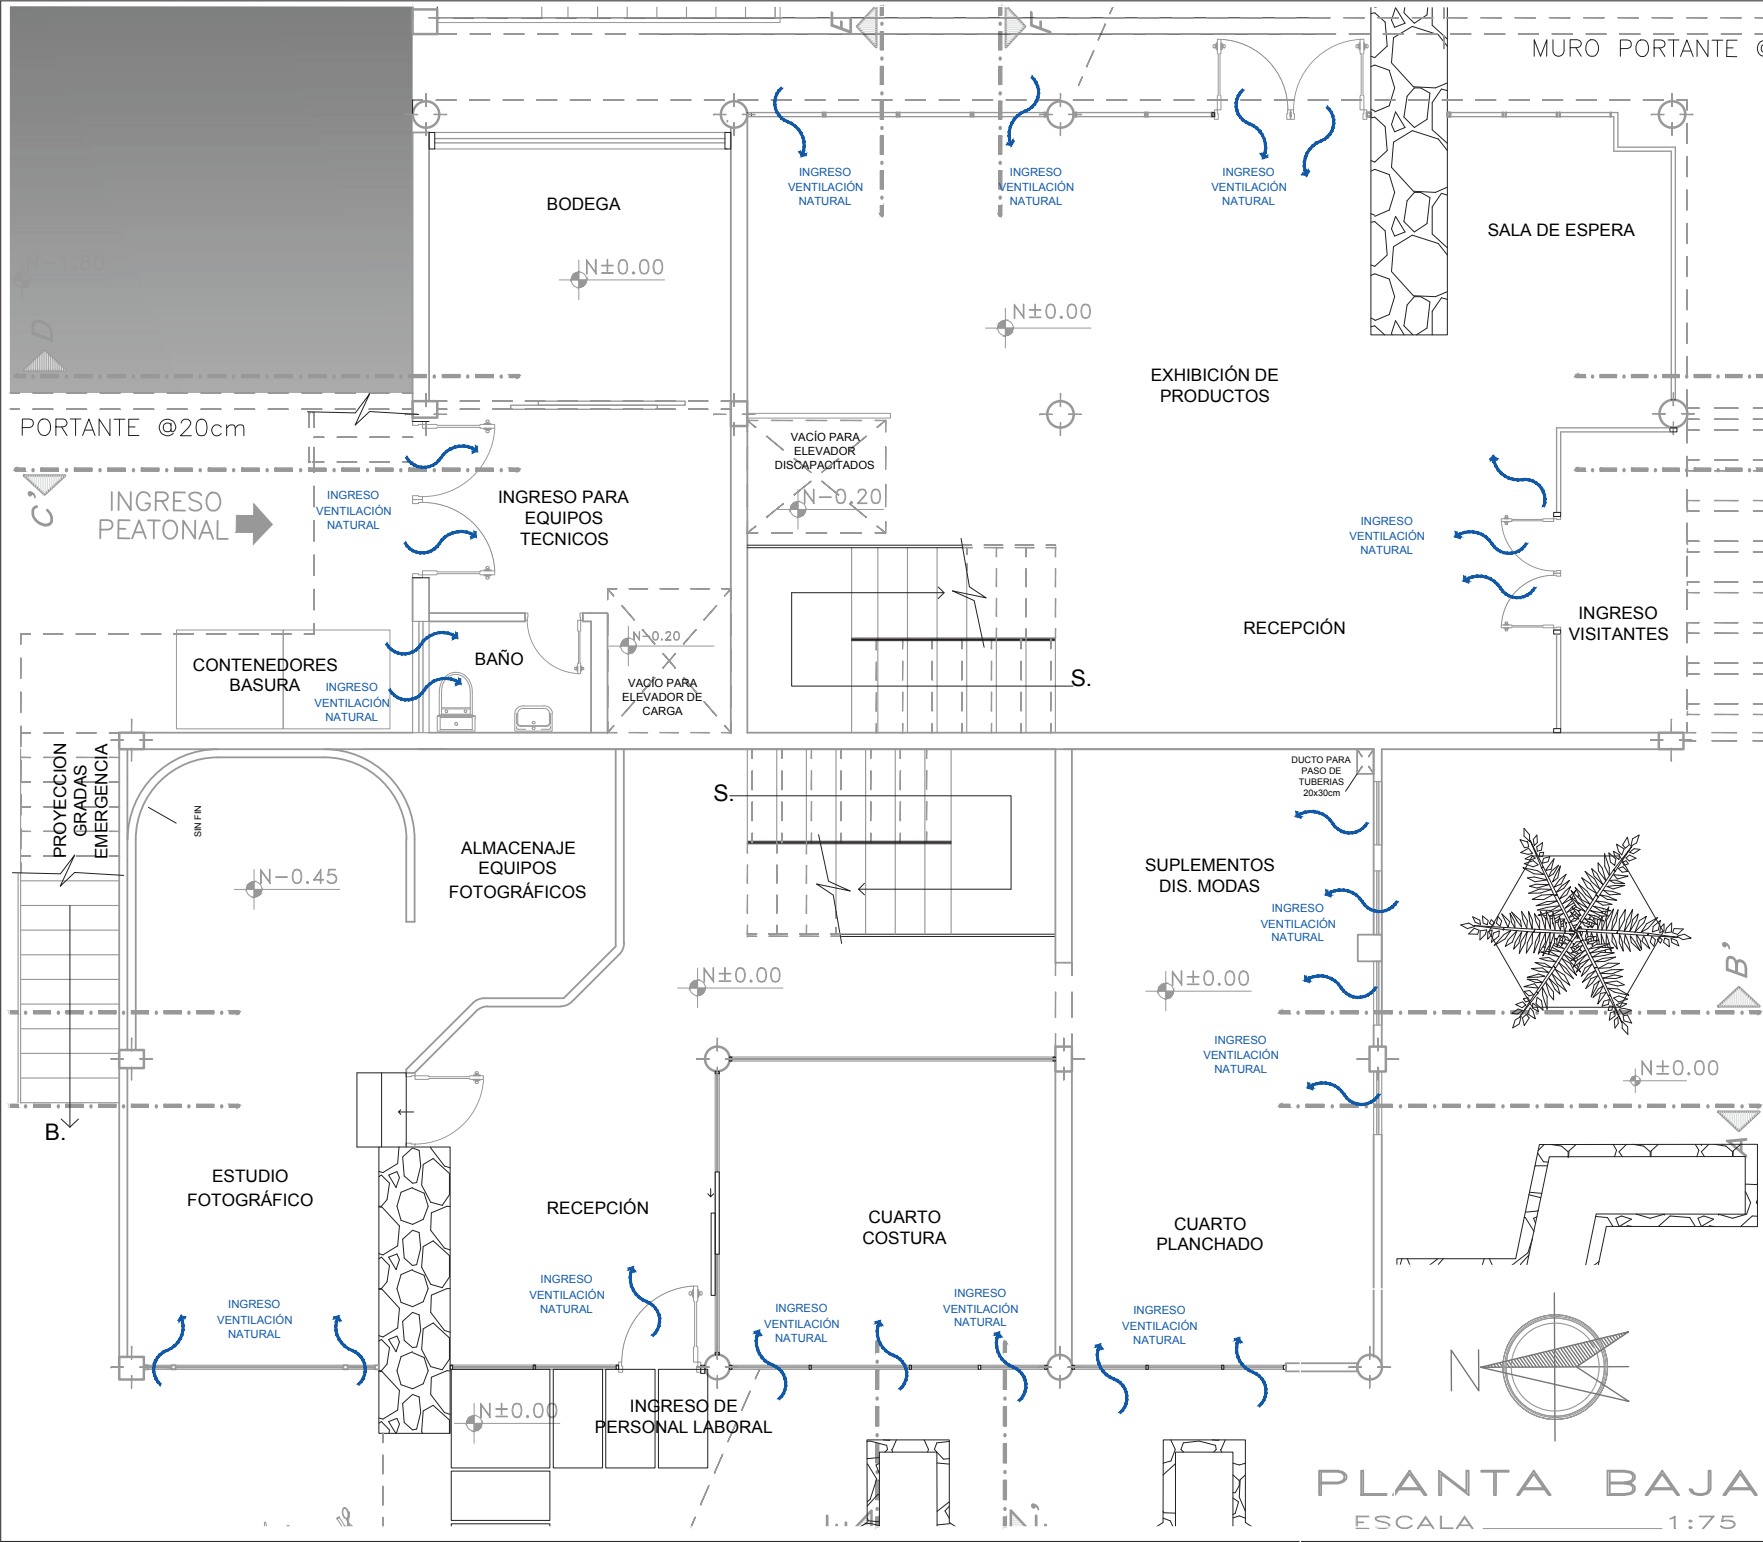 E
F
MURO PORTANTE @
INGRESO
VENTILACIÓN
NATURAL
INGRESO
VENTILACIÓN
NATURAL
INGRESO
VENTILACIÓN
NATURAL
BODEGA
SALA DE ESPERA
N-1.80
N±0.00
N±0.00
D
EXHIBICIÓN DE
PRODUCTOS
PORTANTE @20cm
VACÍO PARA
ELEVADOR
DISCAPACITADOS
N-0.20
C'
INGRESO
PEATONAL
INGRESO
VENTILACIÓN
NATURAL
INGRESO PARA
EQUIPOS
TECNICOS
INGRESO
VENTILACIÓN
NATURAL
RECEPCIÓN
INGRESO
VISITANTES
N-0.20
BAÑO
CONTENEDORES
BASURA
INGRESO
VENTILACIÓN
NATURAL
VACÍO PARA
ELEVADOR DE
CARGA
S.
PROYECCION
GRADAS
EMERGENCIA
SIN FIN
S.
DUCTO PARA
PASO DE
TUBERIAS
20x30cm
ALMACENAJE
EQUIPOS
FOTOGRÁFICOS
N-0.45
SUPLEMENTOS
DIS. MODAS
INGRESO
VENTILACIÓN
NATURAL
N±0.00
N±0.00
B'
INGRESO
VENTILACIÓN
NATURAL
N±0.00
B.
A
ESTUDIO
FOTOGRÁFICO
RECEPCIÓN
CUARTO
COSTURA
CUARTO
PLANCHADO
INGRESO
VENTILACIÓN
NATURAL
INGRESO
VENTILACIÓN
NATURAL
INGRESO
VENTILACIÓN
NATURAL
INGRESO
VENTILACIÓN
NATURAL
INGRESO
VENTILACIÓN
NATURAL
N
N±0.00
INGRESO DE
PERSONAL LABORAL
PLANTA BAJA
ESCALA 1:75